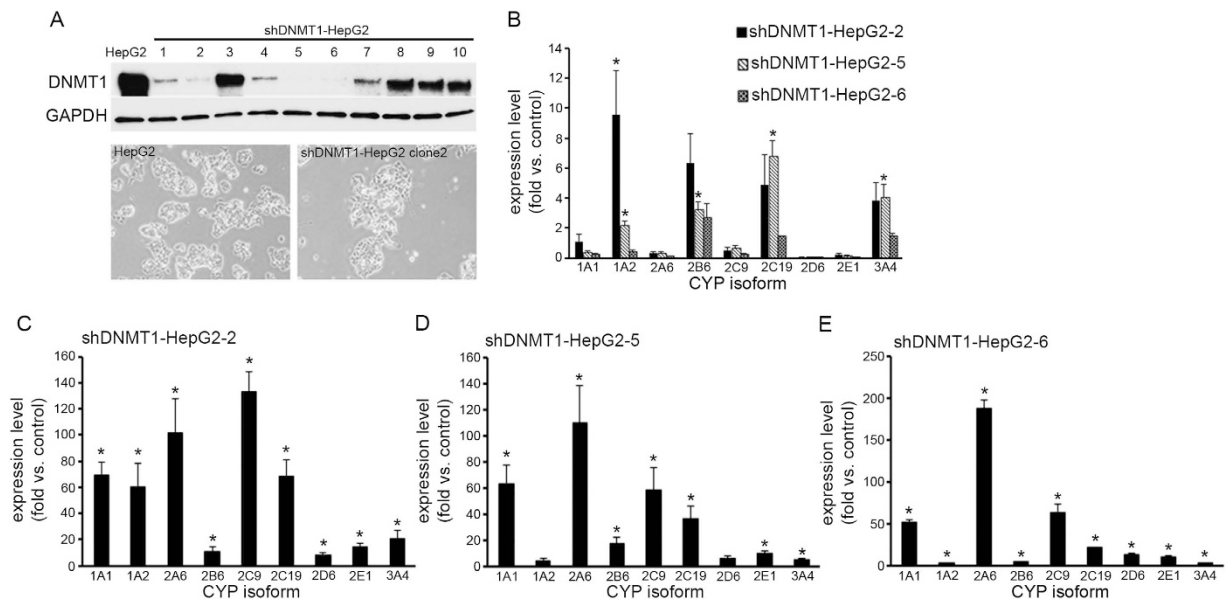 A
shDNMT1-HepG2
HepG2 1 2 3 4 5 6 7 8 9 10
DNMT1
GAPDH
HepG2
shDNMT1-HepG2 clone2
B
shDNMT1-HepG2-2
shDNMT1-HepG2-5
shDNMT1-HepG2-6
expression level
(fold vs. control)
14
12
10
8
6
4
2
0
* * * * *
1A1 1A2 2A6 2B6 2C9 2C19 2D6 2E1 3A4
CYP isoform
C
shDNMT1-HepG2-2
expression level
(fold vs. control)
160
140
120
100
80
60
40
20
0
* * * * * * * * *
1A1 1A2 2A6 2B6 2C9 2C19 2D6 2E1 3A4
CYP isoform
D
shDNMT1-HepG2-5
expression level
(fold vs. control)
160
140
120
100
80
60
40
20
0
* * * * * * *
1A1 1A2 2A6 2B6 2C9 2C19 2D6 2E1 3A4
CYP isoform
E
shDNMT1-HepG2-6
expression level
(fold vs. control)
250
200
150
100
50
0
* * * * * * * * *
1A1 1A2 2A6 2B6 2C9 2C19 2D6 2E1 3A4
CYP isoform